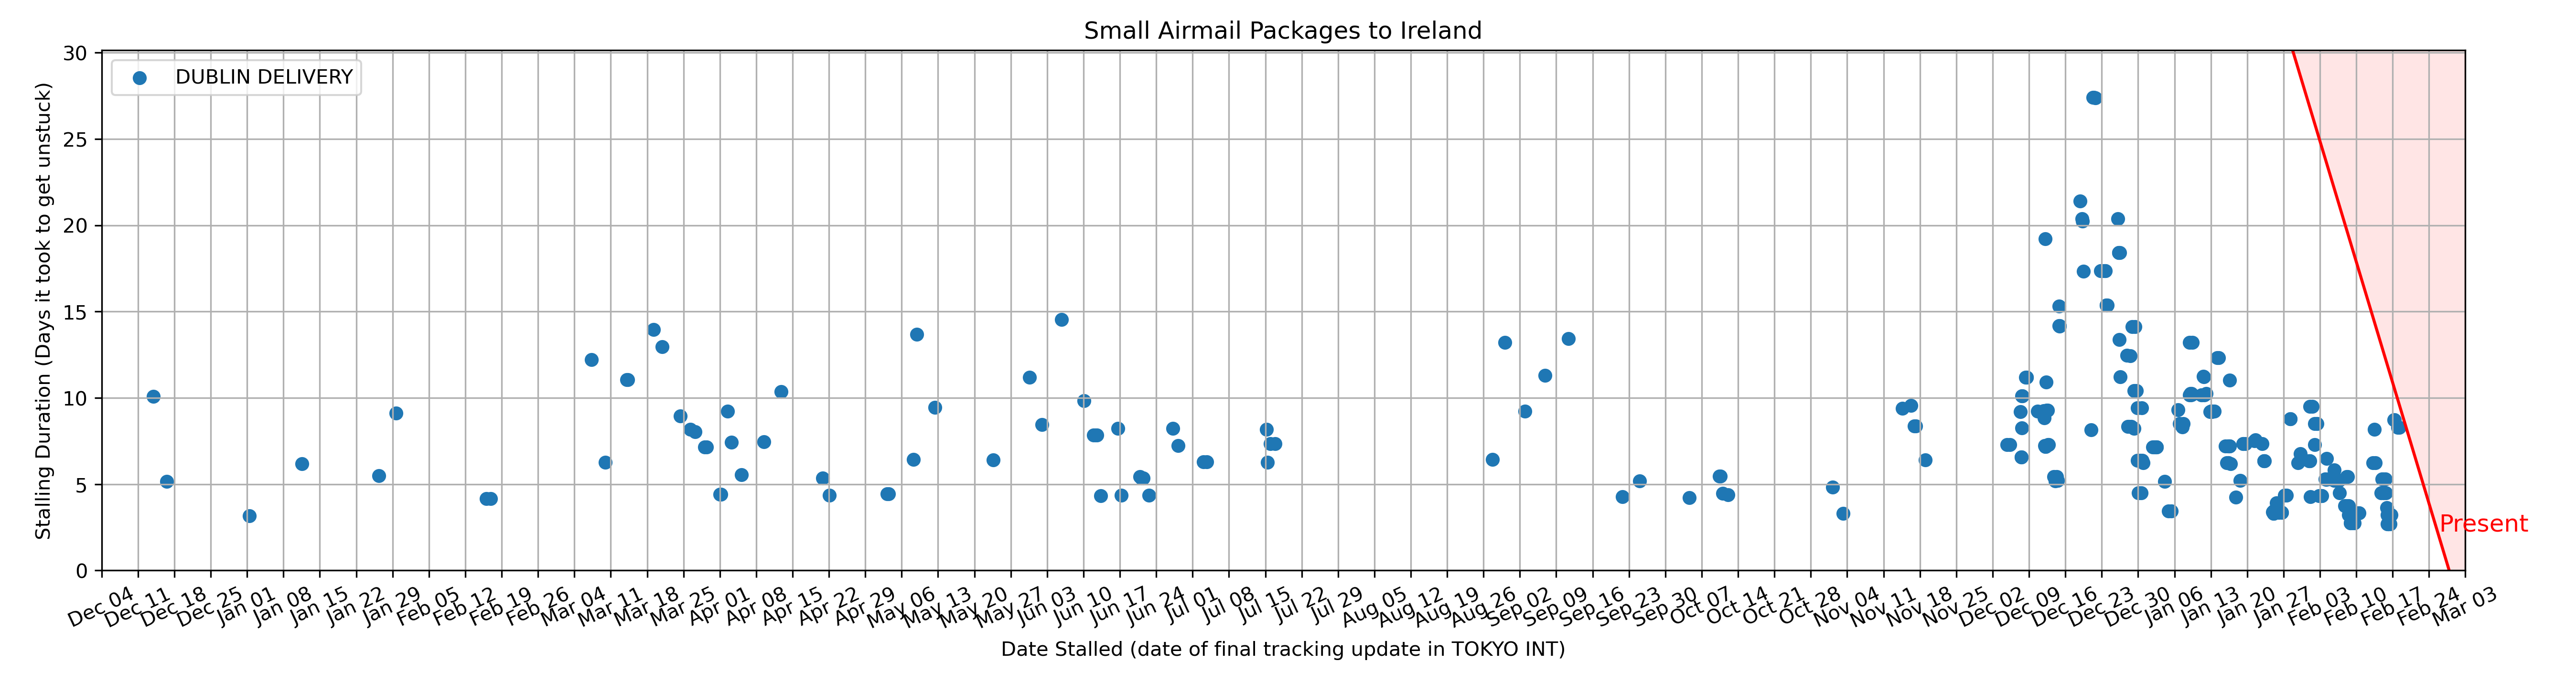 Small Airmail Packages to Ireland
DUBLIN DELIVERY
Stalling Duration (Days it took to get unstuck)
30
25
20
15
10
5
0
Present
Dec 04 Dec 11 Dec 18 Dec 25 Jan 01 Jan 08 Jan 15 Jan 22 Jan 29 Feb 05 Feb 12 Feb 19 Feb 26 Mar 04 Mar 11 Mar 18 Mar 25 Apr 01 Apr 08 Apr 15 Apr 22 Apr 29 May 06 May 13 May 20 May 27 Jun 03 Jun 10 Jun 17 Jun 24 Jul 01 Jul 08 Jul 15 Jul 22 Jul 29 Aug 05 Aug 12 Aug 19 Aug 26 Sep 02 Sep 09 Sep 16 Sep 23 Sep 30 Oct 07 Oct 14 Oct 21 Oct 28 Nov 04 Nov 11 Nov 18 Nov 25 Dec 02 Dec 09 Dec 16 Dec 23 Dec 30 Jan 06 Jan 13 Jan 20 Jan 27 Feb 03 Feb 10 Feb 17 Feb 24 Mar 03
Date Stalled (date of final tracking update in TOKYO INT)